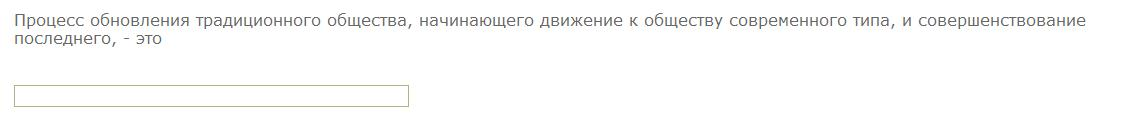 Процесс обновления традиционного общества, начинающего движение к обществу современного типа, и совершенствование
последнего, - это